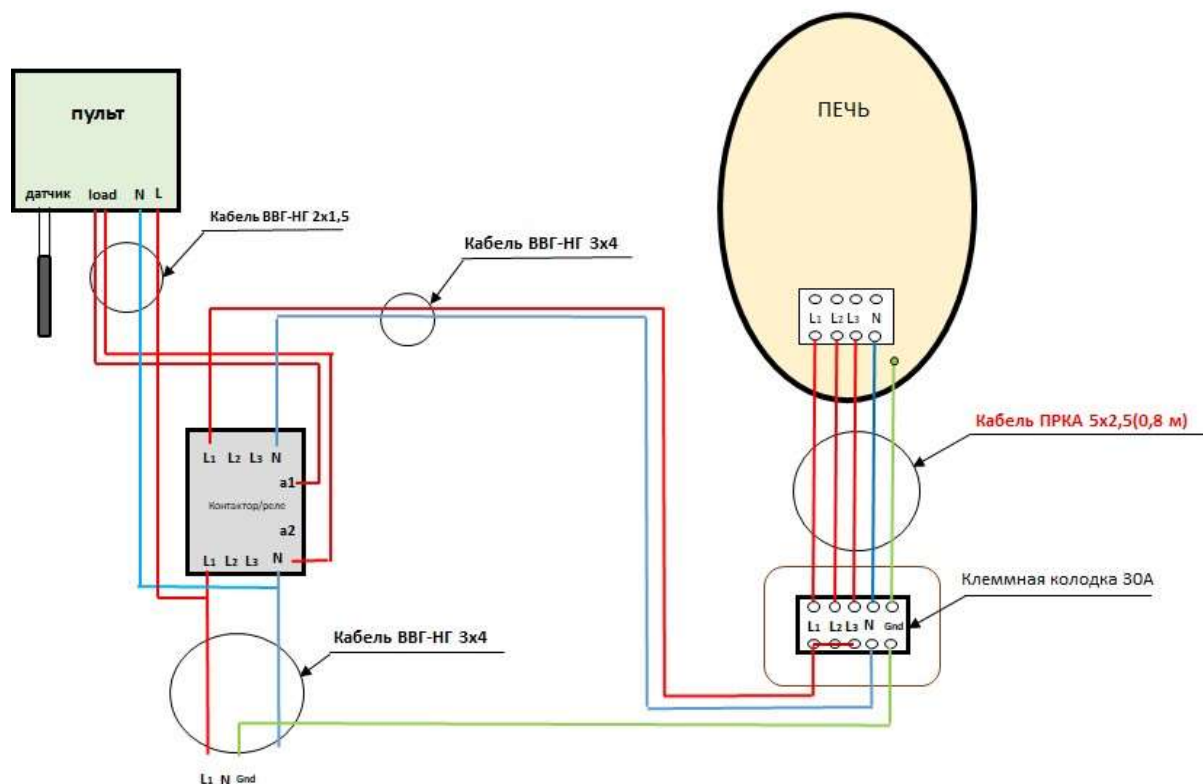 пульт
датчик load N L
Кабель ВВГ-НГ 2х1,5
Кабель ВВГ-НГ 3х4
ПЕЧЬ
L1 L2 L3 N
Кабель ПРКА 5х2,5(0,8 м)
L1 L2 L3 N
a1
Контактор/реле
a2
L1 L2 L3 N
Клеммная колодка 30А
L1 L2 L3 N Gnd
Кабель ВВГ-НГ 3х4
L1 N Gnd